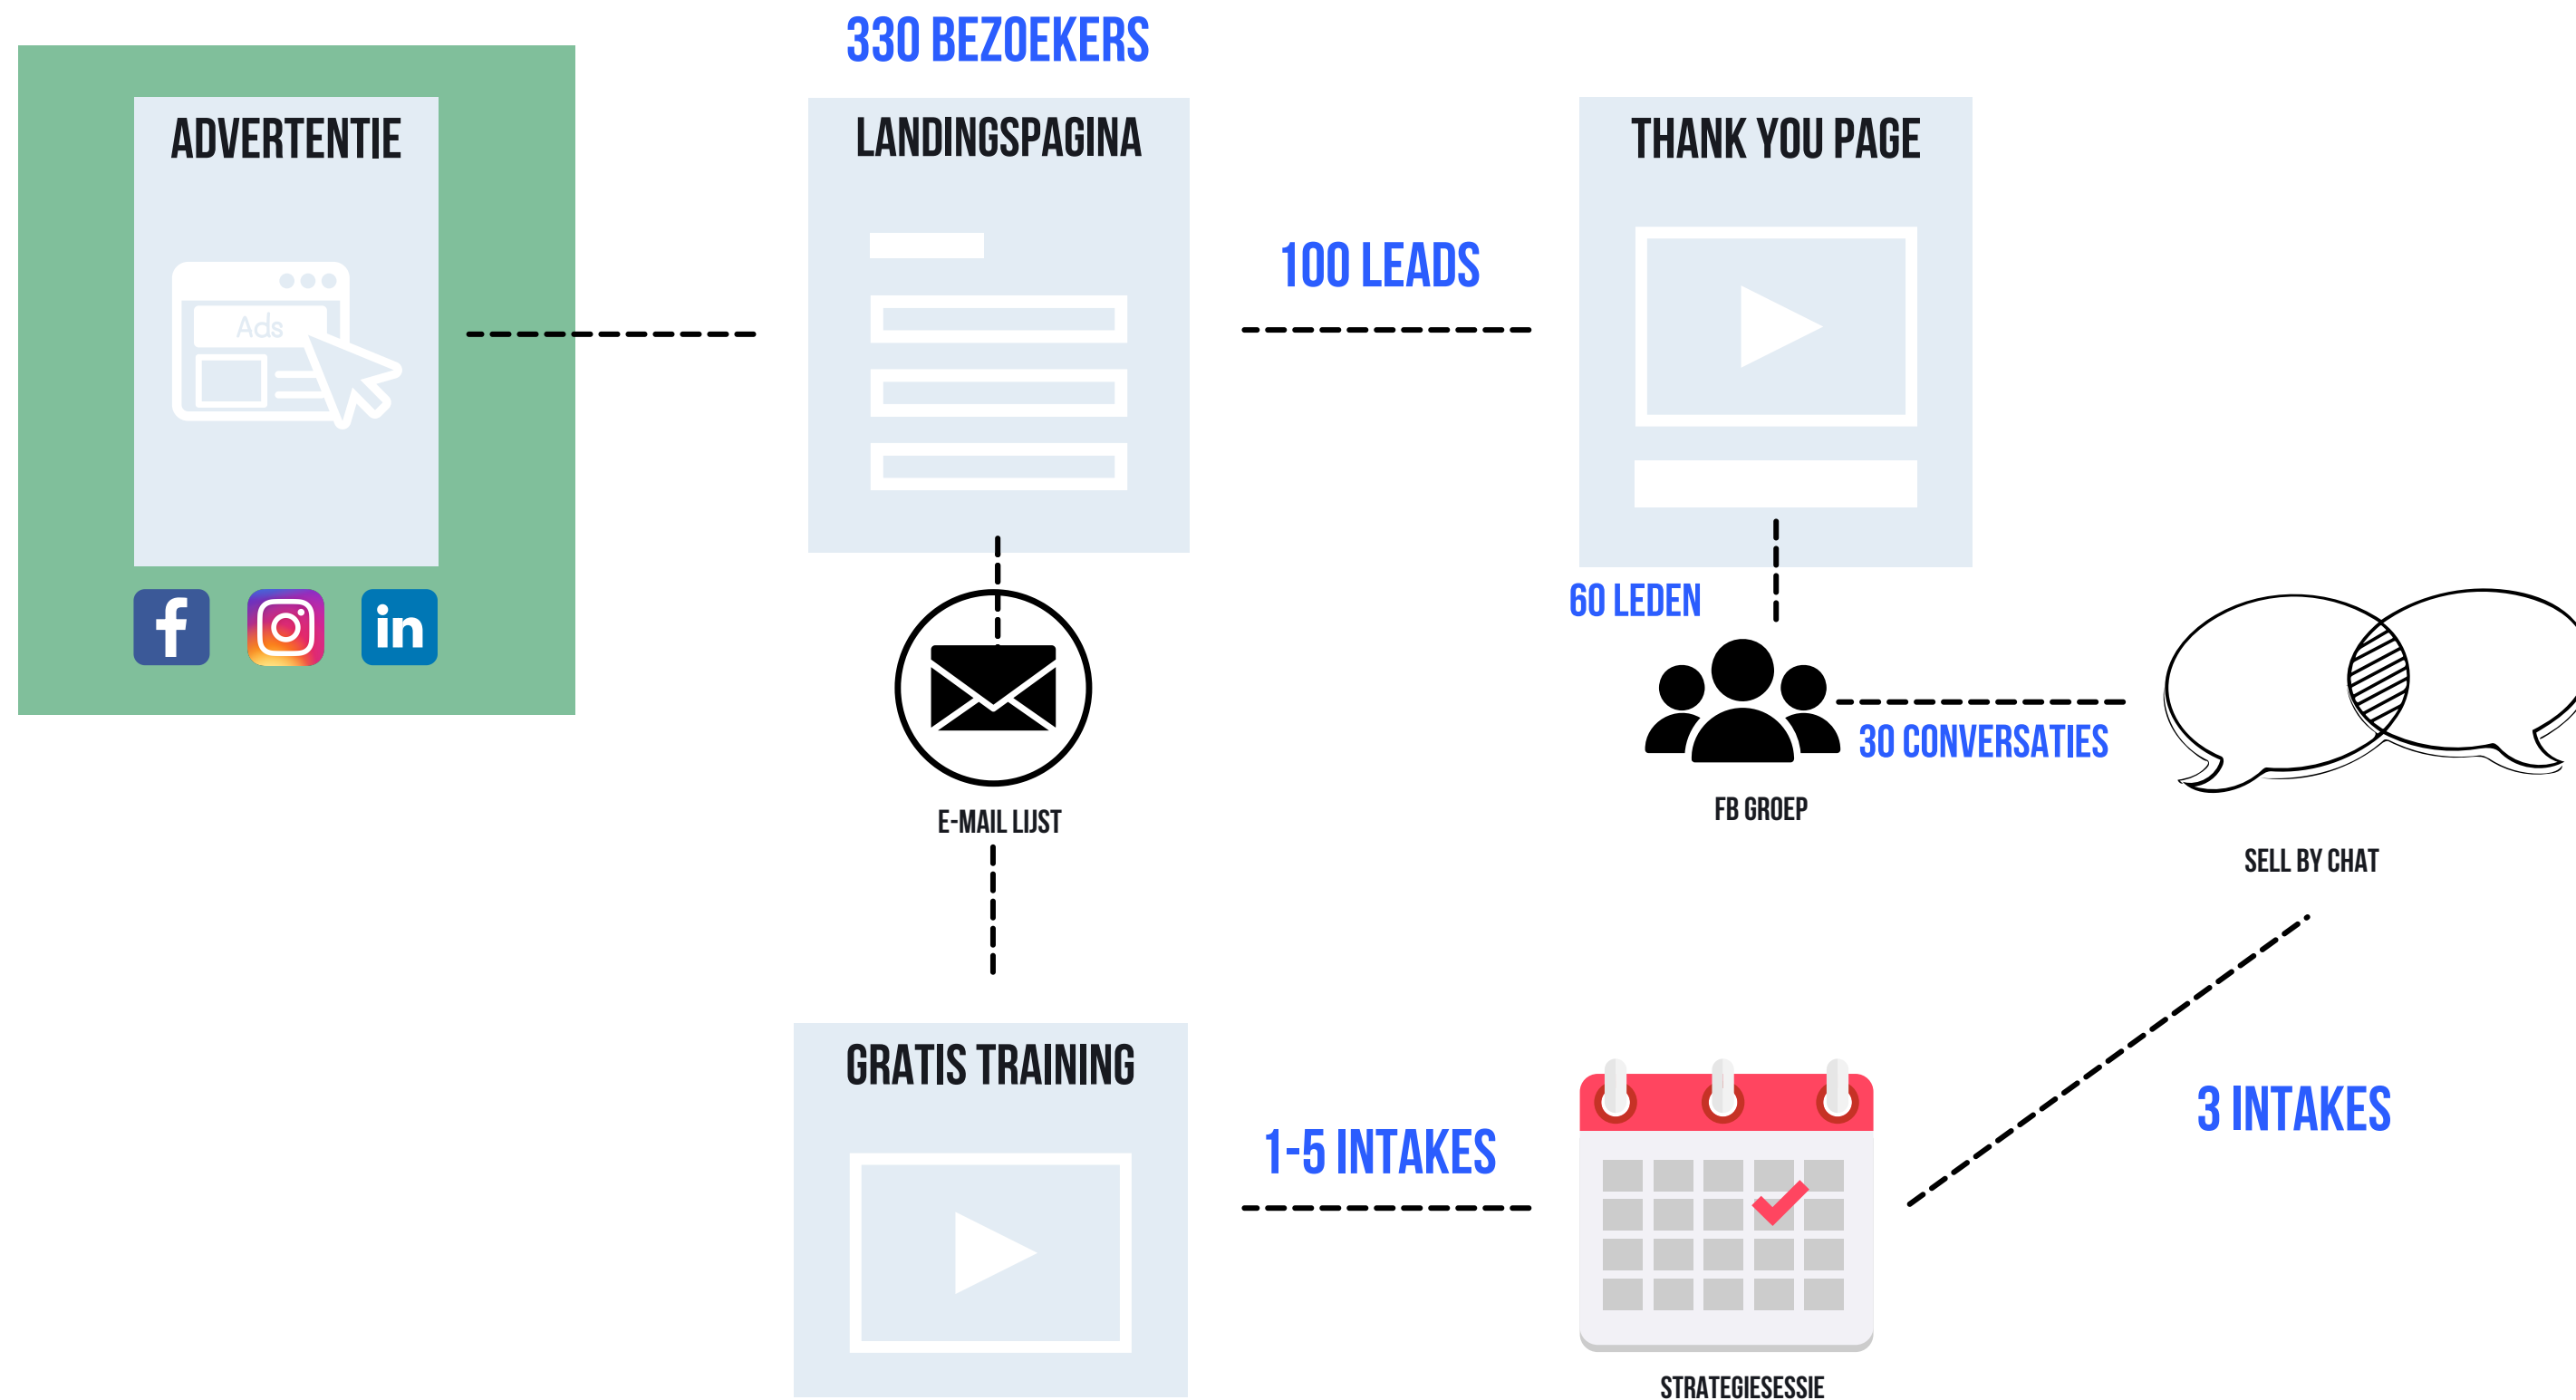 330 BEZOEKERS
ADVERTENTIE
LANDINGSPAGINA
THANK YOU PAGE
100 LEADS
Ads
60 LEDEN
f
in
30 CONVERSATIES
FB GROEP
E-MAIL LIJST
SELL BY CHAT
GRATIS TRAINING
1-5 INTAKES
3 INTAKES
STRATEGIESESSIE